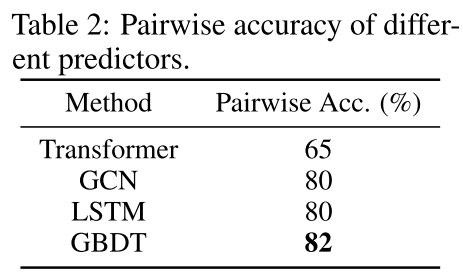 Table 2: Pairwise accuracy of differ-
ent predictors.
Method Pairwise Acc. (%)
Transformer 65
GCN 80
LSTM 80
GBDT 82